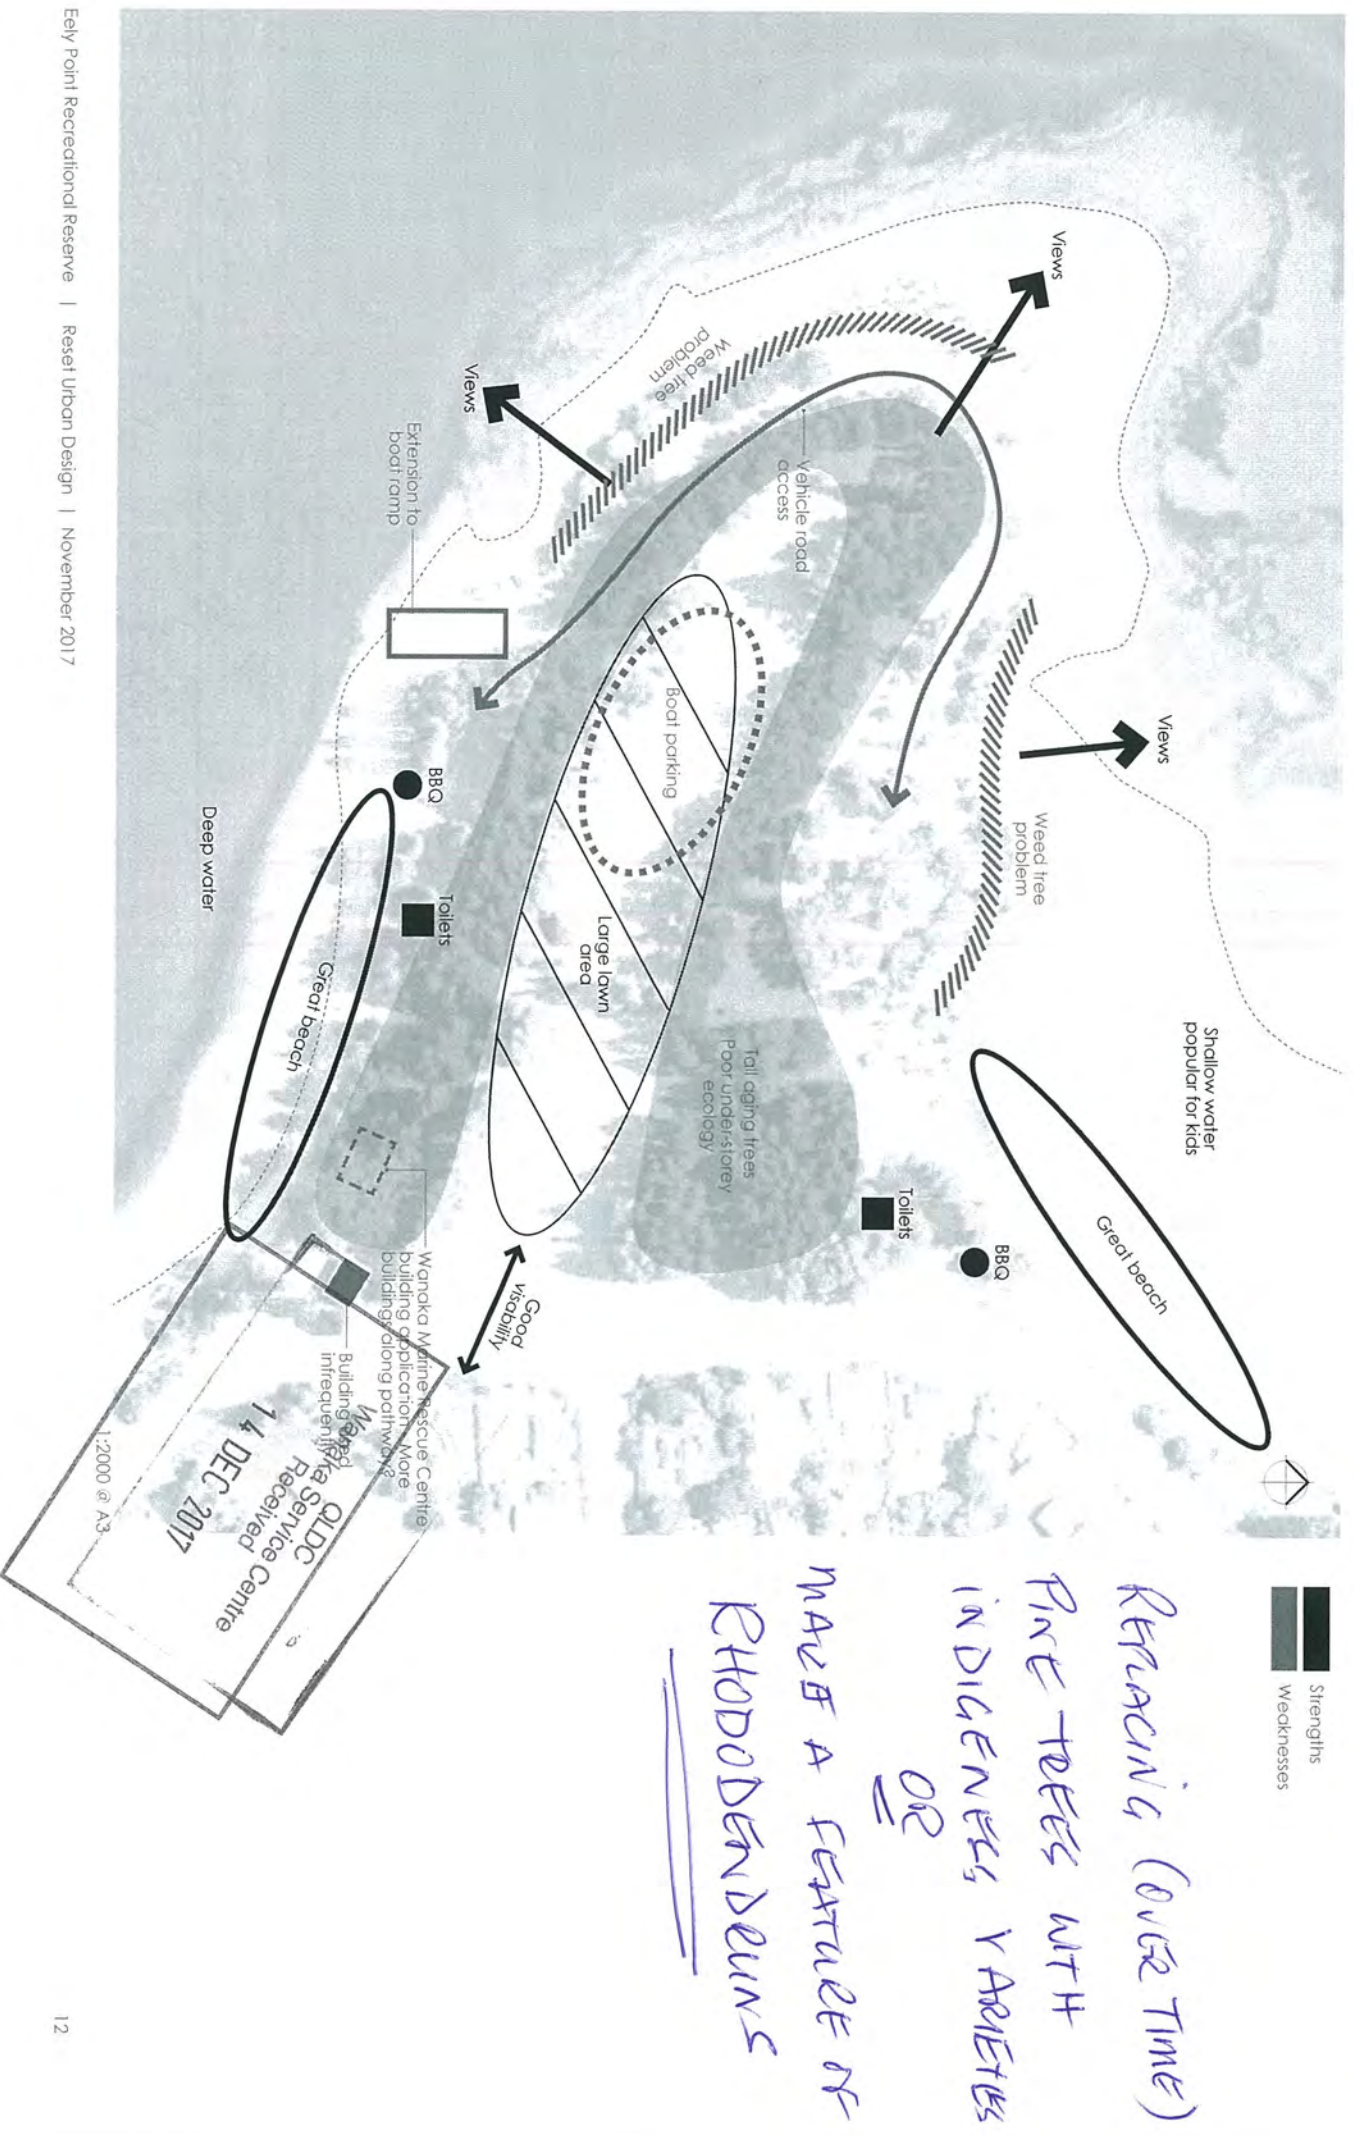 Strengths
Weaknesses
REPLACING (OVER TIME)
PINE TREES WITH
INDIGENESS VARIETIES
OR
MAKE A FEATURE OF
RHODODENDRUNS
Views
Views
Views
Weed tree
problem
Weed tree
problem
Vehicle road
access
Shallow water
popular for kids
Great beach
BBQ
Toilets
Tall aging trees
Poor under-storey
ecology
Boat parking
Large lawn
area
Good
visability
Extension to
boat ramp
BBQ
Toilets
Great beach
Deep water
Wanaka Marine Rescue Centre
building application. More
buildings along pathway?
Building used
infrequently
QLDC
Wanaka Service Centre
Received
14 DEC 2017
1:2000 @ A3
Eely Point Recreational Reserve | Reset Urban Design | November 2017
12